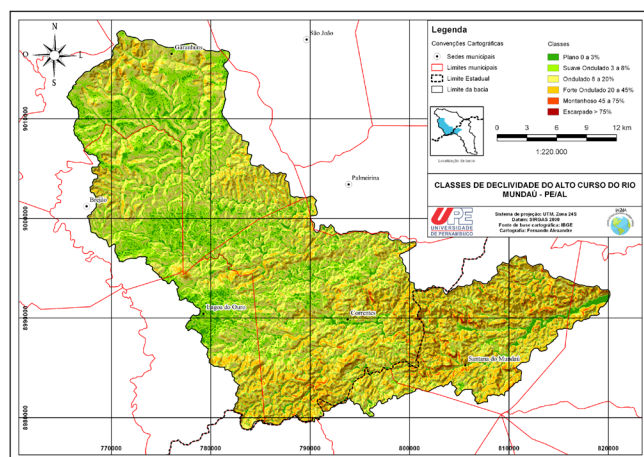 N
O
L
S
São João
Garanhuns
Palmeirina
Brejão
Lagoa do Ouro
Correntes
Santana do Mundaú
9010000
9000000
8990000
8980000
770000
780000
790000
800000
810000
820000
Legenda
Convenções Cartográficas
Sedes municipais
Limites municipais
Limite Estadual
Limite da bacia
Classes
Plano 0 a 3%
Suave Ondulado 3 a 8%
Ondulado 8 a 20%
Forte Ondulado 20 a 45%
Montanhoso 45 a 75%
Escarpado > 75%
Localização da bacia
0 3 6 9 12 km
1:220.000
CLASSES DE DECLIVIDADE DO ALTO CURSO DO RIO
MUNDAÚ - PE/AL
UPE
UNIVERSIDADE
DE PERNAMBUCO
Sistema de projeção: UTM. Zona 24S
Datum: SIRGAS 2000
Fonte de base cartográfica: IBGE
Cartografia: Fernando Alexandre